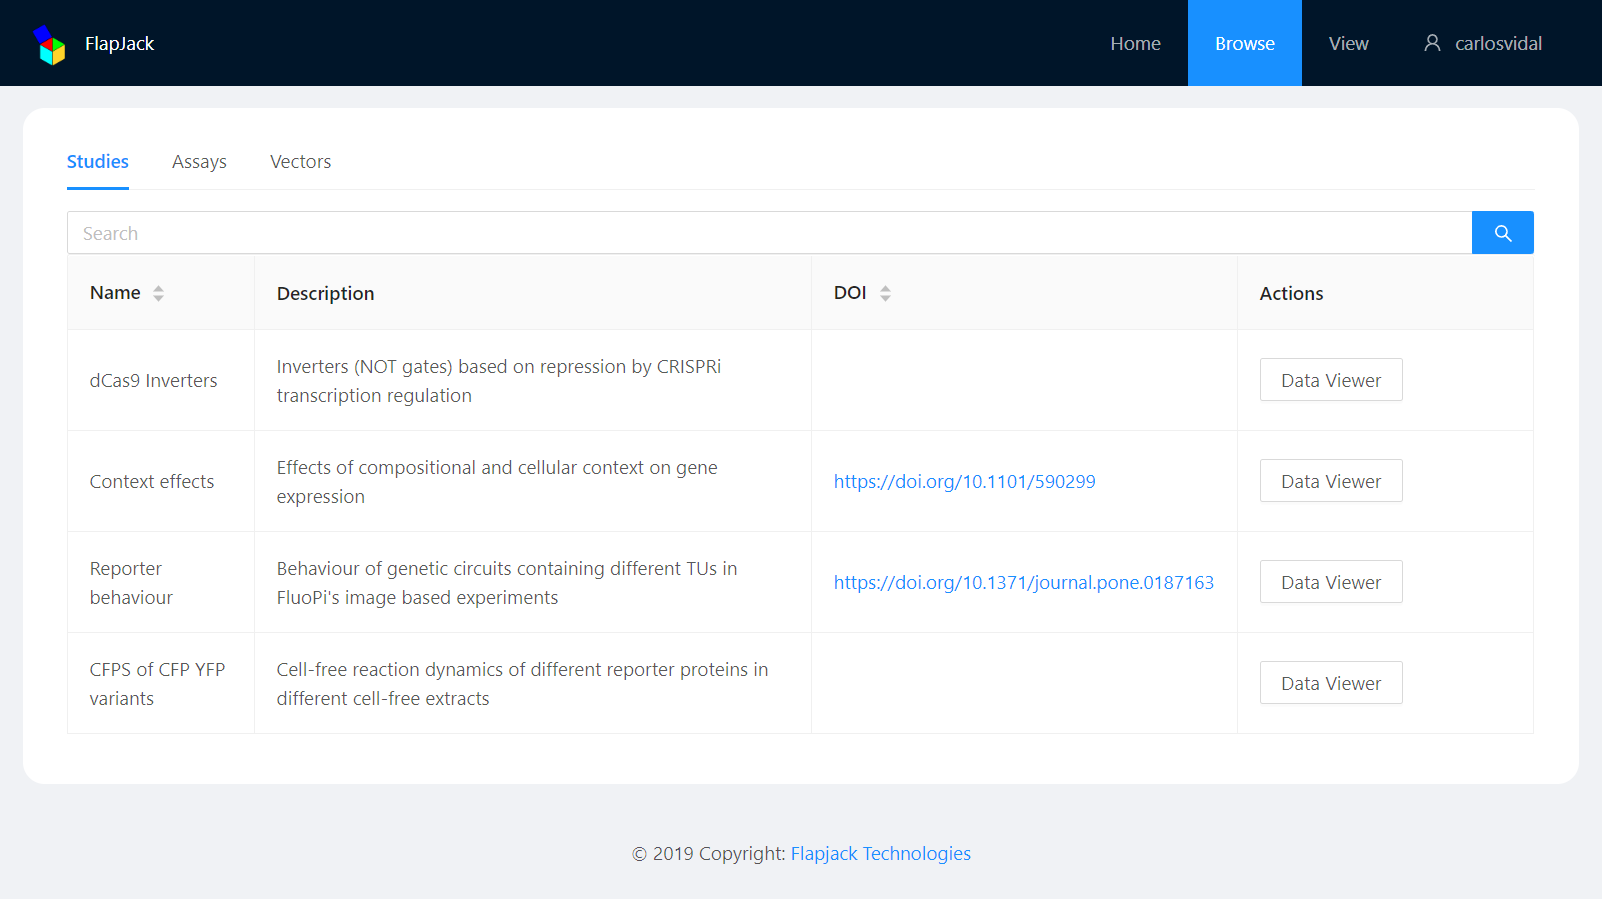 FlapJack
Home
Browse
View
carlosvidal
Studies
Assays
Vectors
Search
Name
Description
DOI
Actions
dCas9 Inverters
Inverters (NOT gates) based on repression by CRISPRi
transcription regulation
Data Viewer
Context effects
Effects of compositional and cellular context on gene
expression
https://doi.org/10.1101/590299
Data Viewer
Reporter
behaviour
Behaviour of genetic circuits containing different TUs in
FluoPi's image based experiments
https://doi.org/10.1371/journal.pone.0187163
Data Viewer
CFPS of CFP YFP
variants
Cell-free reaction dynamics of different reporter proteins in
different cell-free extracts
Data Viewer
© 2019 Copyright: Flapjack Technologies